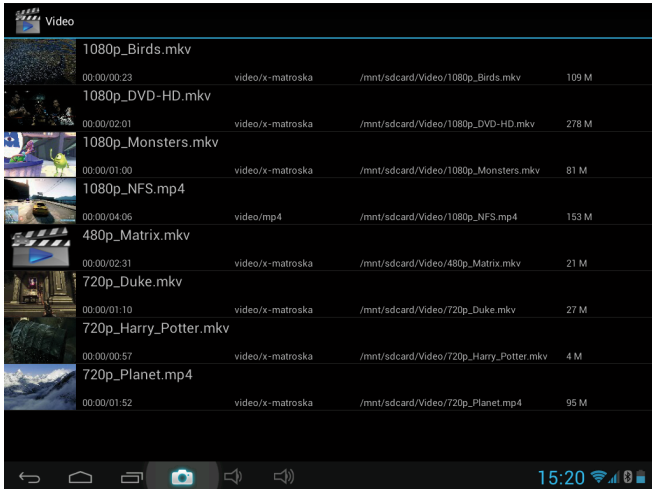 Video
1080p_Birds.mkv
00:00/00:23 video/x-matroska /mnt/sdcard/Video/1080p_Birds.mkv 109 M
1080p_DVD-HD.mkv
00:00/02:01 video/x-matroska /mnt/sdcard/Video/1080p_DVD-HD.mkv 278 M
1080p_Monsters.mkv
00:00/01:00 video/x-matroska /mnt/sdcard/Video/1080p_Monsters.mkv 81 M
1080p_NFS.mp4
00:00/04:06 video/mp4 /mnt/sdcard/Video/1080p_NFS.mp4 153 M
480p_Matrix.mkv
00:00/02:31 video/x-matroska /mnt/sdcard/Video/480p_Matrix.mkv 21 M
720p_Duke.mkv
00:00/01:10 video/x-matroska /mnt/sdcard/Video/720p_Duke.mkv 27 M
720p_Harry_Potter.mkv
00:00/00:57 video/x-matroska /mnt/sdcard/Video/720p_Harry_Potter.mkv 4 M
720p_Planet.mp4
00:00/01:52 video/x-matroska /mnt/sdcard/Video/720p_Planet.mp4 95 M
15:20